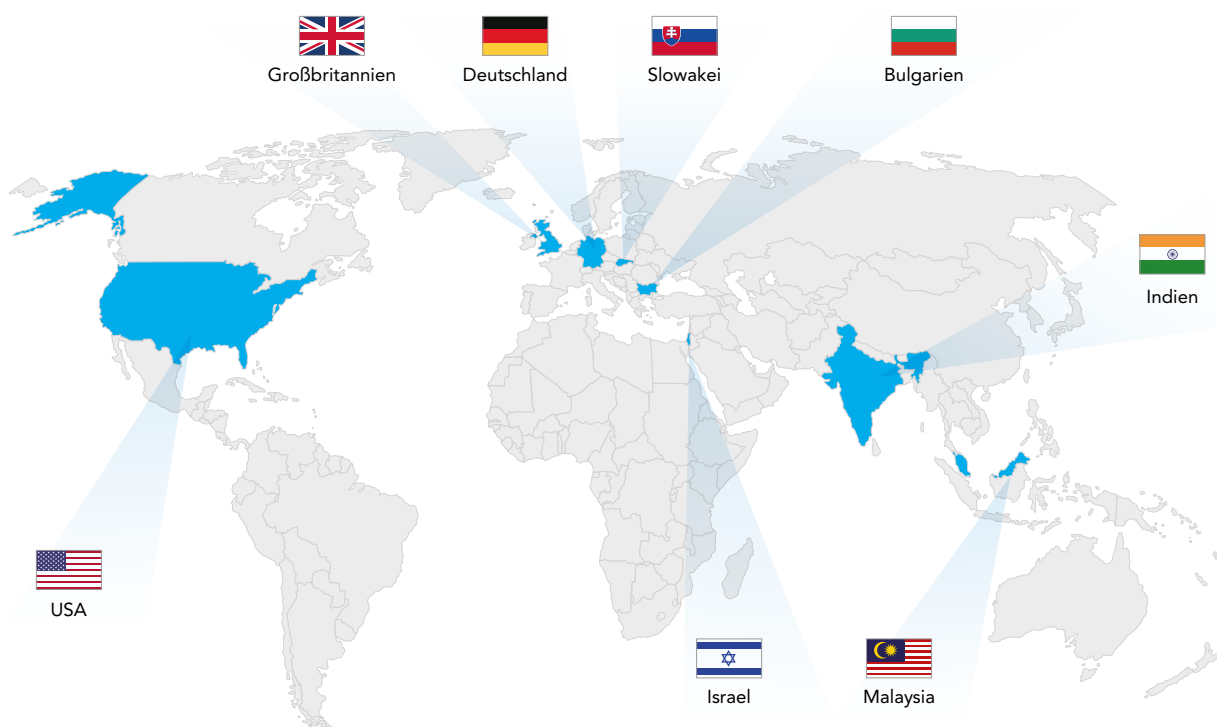 Großbritannien
Deutschland
Slowakei
Bulgarien
Indien
USA
Israel
Malaysia